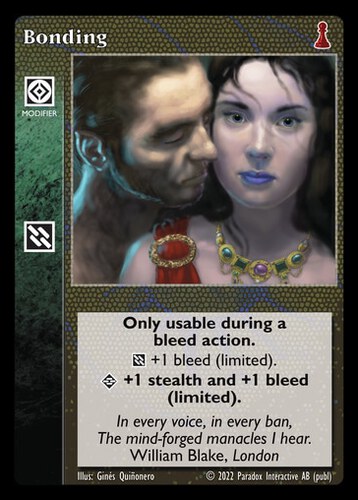 Bonding
MODIFIER
Only usable during a
bleed action.
+1 bleed (limited).
+1 stealth and +1 bleed
(limited).
In every voice, in every ban,
The mind-forged manacles I hear.
William Blake, London
Illus: Ginés Quiñonero © 2022 Paradox Interactive AB (publ)